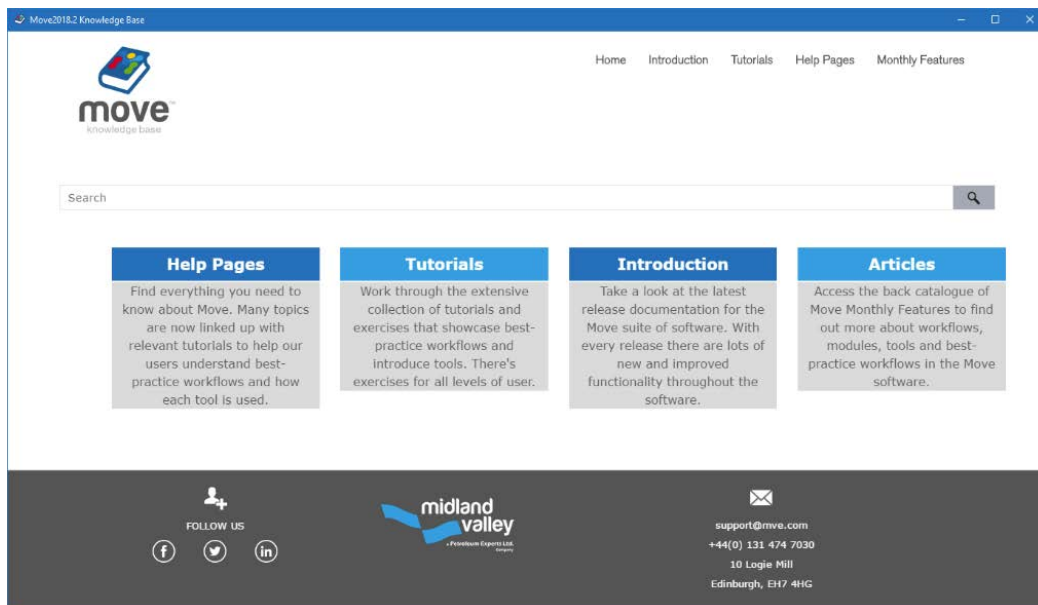 Move2018.2 Knowledge Base
move™
knowledge base
Home Introduction Tutorials Help Pages Monthly Features
Search
Help Pages
Find everything you need to
know about Move. Many topics
are now linked up with
relevant tutorials to help our
users understand best-
practice workflows and how
each tool is used.
Tutorials
Work through the extensive
collection of tutorials and
exercises that showcase best-
practice workflows and
introduce tools. There's
exercises for all levels of user.
Introduction
Take a look at the latest
release documentation for the
Move suite of software. With
every release there are lots of
new and improved
functionality throughout the
software.
Articles
Access the back catalogue of
Move Monthly Features to find
out more about workflows,
modules, tools and best-
practice workflows in the Move
software.
FOLLOW US
f
in
midland
valley
a Petroleum Experts Ltd.
Company
support@mve.com
+44(0) 131 474 7030
10 Logie Mill
Edinburgh, EH7 4HG